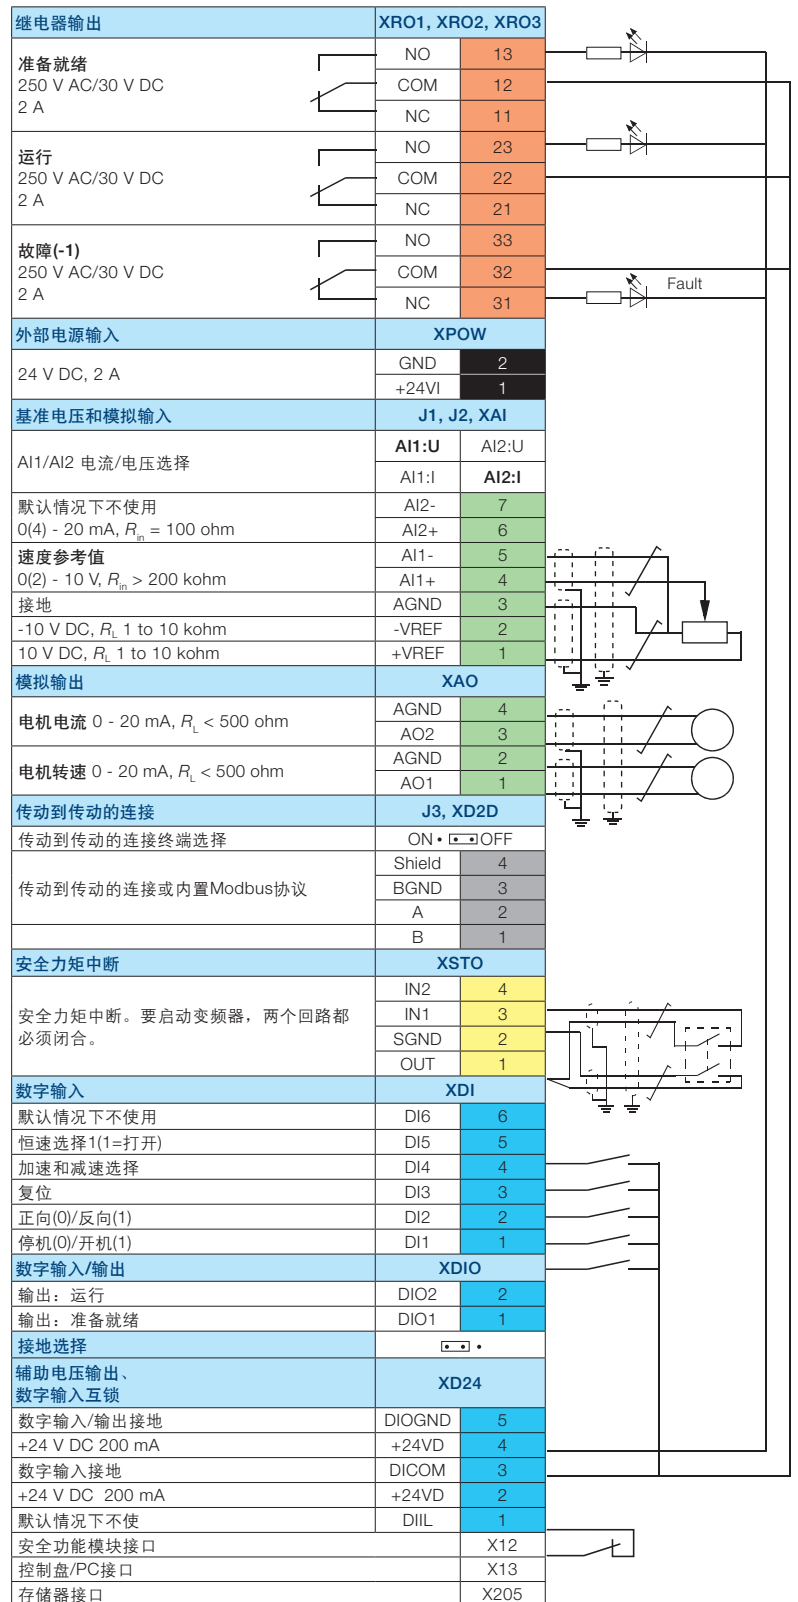 继电器输出 XRO1, XRO2, XRO3
准备就绪
250 V AC/30 V DC
2 A
NO 13
COM 12
NC 11
运行
250 V AC/30 V DC
2 A
NO 23
COM 22
NC 21
故障(-1)
250 V AC/30 V DC
2 A
NO 33
COM 32
NC 31
Fault
外部电源输入 XPOW
24 V DC, 2 A
GND 2
+24VI 1
基准电压和模拟输入 J1, J2, XAI
AI1/AI2 电流/电压选择
AI1:U AI2:U
AI1:I AI2:I
默认情况下不使用 AI2- 7
0(4) - 20 mA, Rin = 100 ohm AI2+ 6
速度参考值 AI1- 5
0(2) - 10 V, Rin > 200 kohm AI1+ 4
接地 AGND 3
-10 V DC, RL 1 to 10 kohm -VREF 2
10 V DC, RL 1 to 10 kohm +VREF 1
模拟输出 XAO
电机电流 0 - 20 mA, RL < 500 ohm
AGND 4
AO2 3
电机转速 0 - 20 mA, RL < 500 ohm
AGND 2
AO1 1
传动到传动的连接 J3, XD2D
传动到传动的连接终端选择 ON OFF
传动到传动的连接或内置Modbus协议
Shield 4
BGND 3
A 2
B 1
安全力矩中断 XSTO
安全力矩中断。要启动变频器，两个回路都
必须闭合。
IN2 4
IN1 3
SGND 2
OUT 1
数字输入 XDI
默认情况下不使用 DI6 6
恒速选择1(1=打开) DI5 5
加速和减速选择 DI4 4
复位 DI3 3
正向(0)/反向(1) DI2 2
停机(0)/开机(1) DI1 1
数字输入/输出 XDIO
输出：运行 DIO2 2
输出：准备就绪 DIO1 1
接地选择
辅助电压输出、
数字输入互锁 XD24
数字输入/输出接地 DIOGND 5
+24 V DC 200 mA +24VD 4
数字输入接地 DICOM 3
+24 V DC 200 mA +24VD 2
默认情况下不使 DIIL 1
安全功能模块接口 X12
控制盘/PC接口 X13
存储器接口 X205